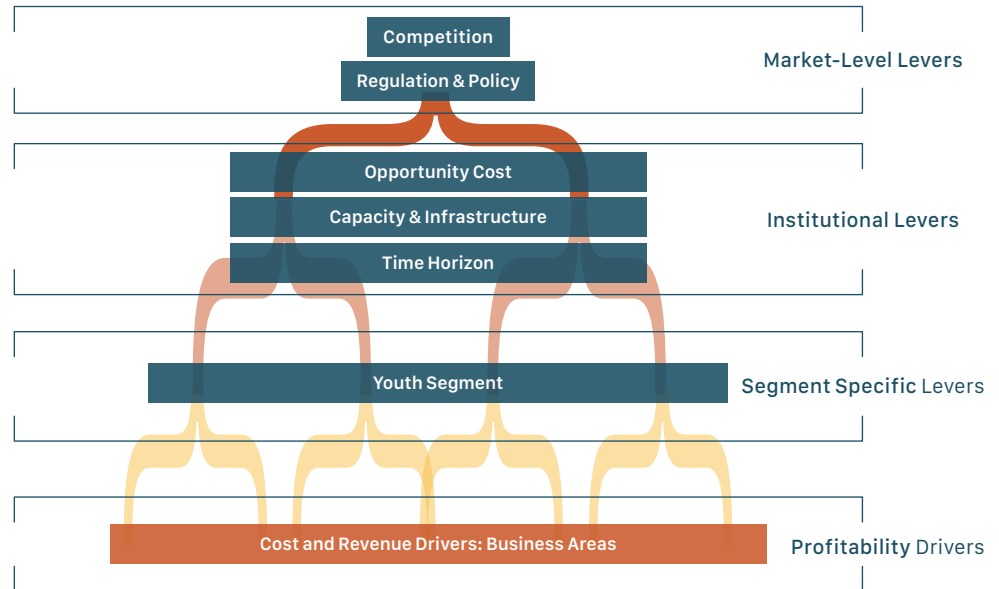 Competition
Regulation & Policy
Market-Level Levers
Opportunity Cost
Capacity & Infrastructure
Institutional Levers
Time Horizon
Youth Segment
Segment Specific Levers
Cost and Revenue Drivers: Business Areas
Profitability Drivers